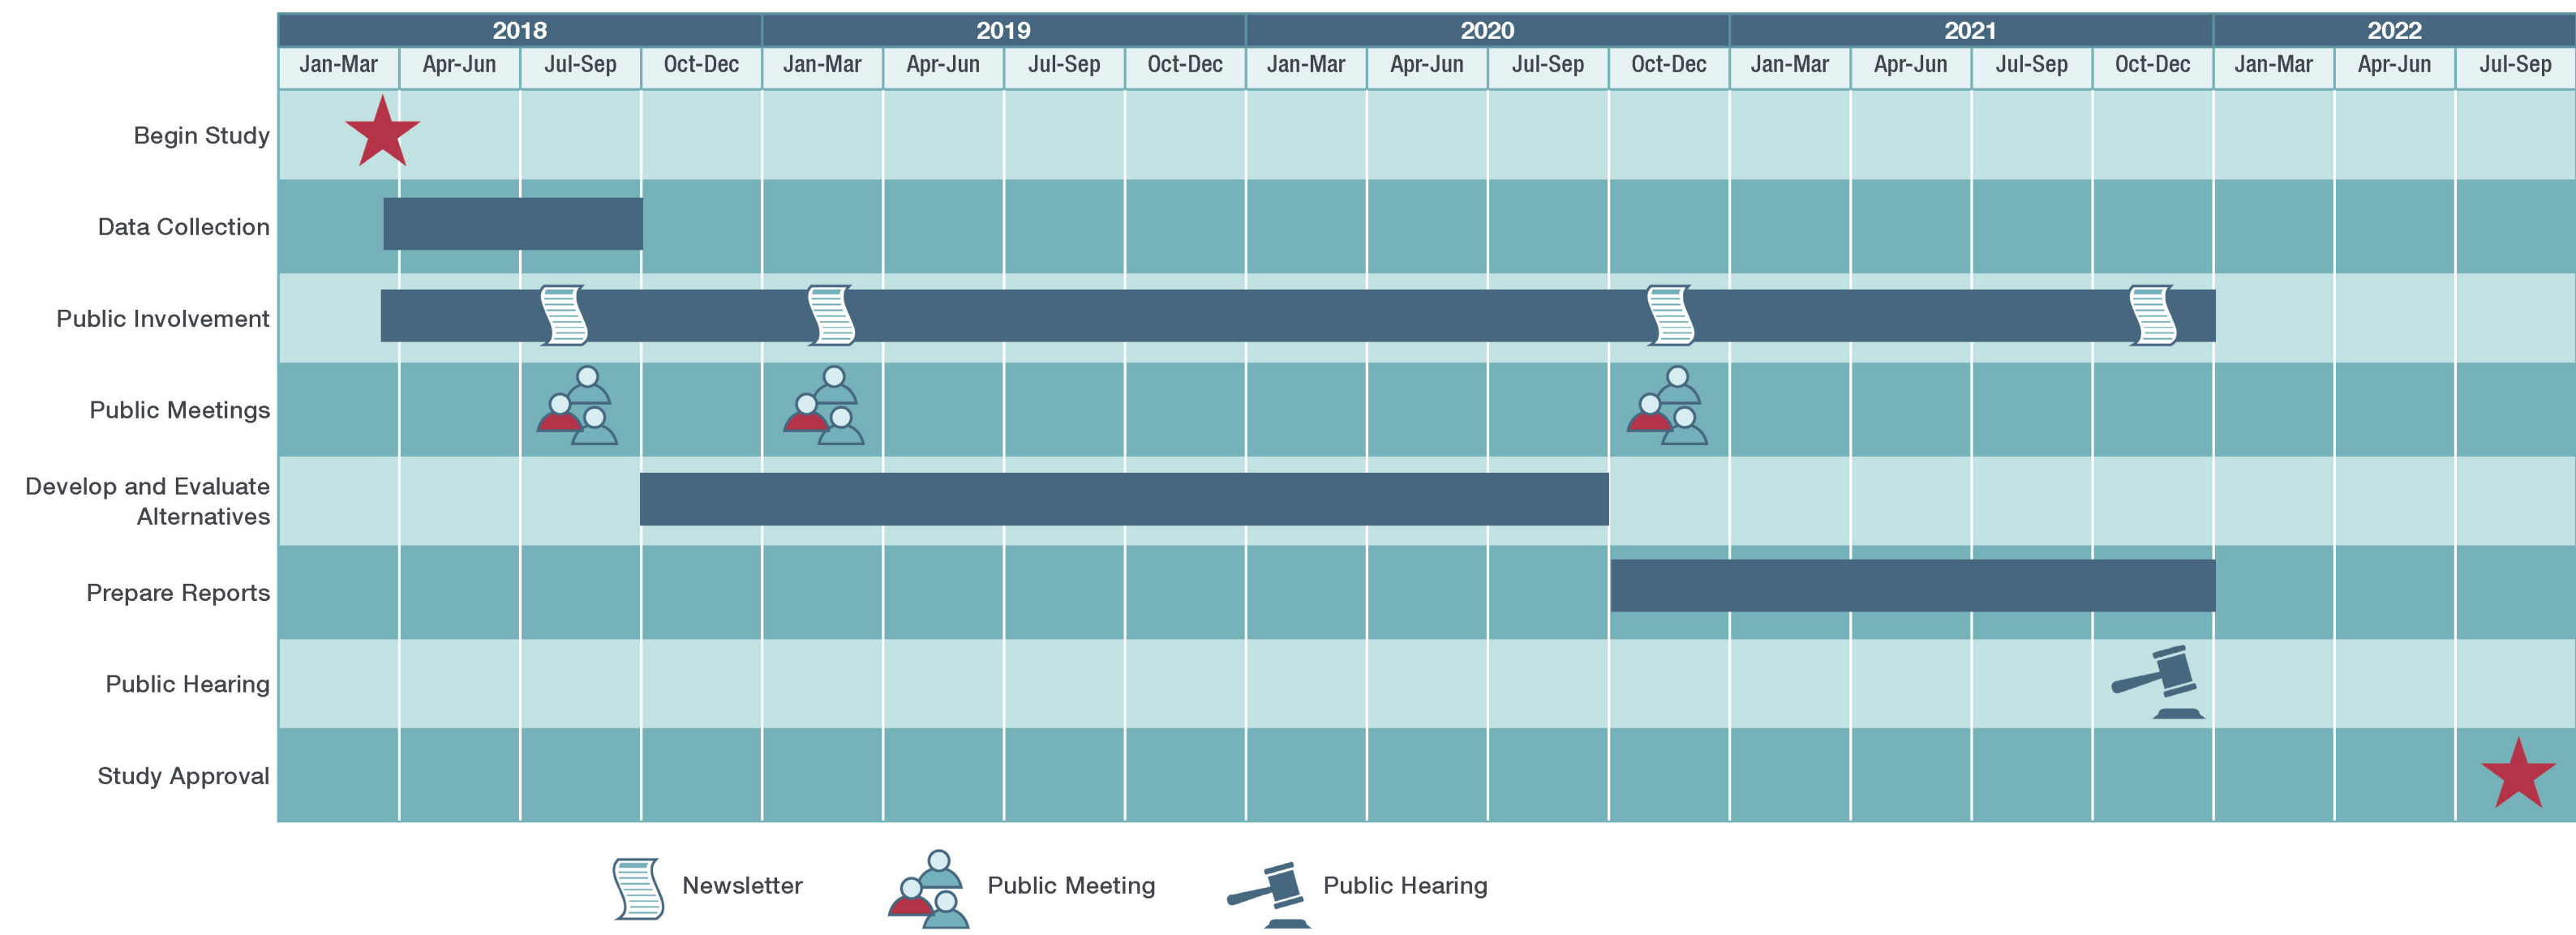 2018 2019 2020 2021 2022
Jan-Mar Apr-Jun Jul-Sep Oct-Dec Jan-Mar Apr-Jun Jul-Sep Oct-Dec Jan-Mar Apr-Jun Jul-Sep Oct-Dec Jan-Mar Apr-Jun Jul-Sep Oct-Dec Jan-Mar Apr-Jun Jul-Sep
Begin Study
Data Collection
Public Involvement
Public Meetings
Develop and Evaluate
Alternatives
Prepare Reports
Public Hearing
Study Approval
Newsletter Public Meeting Public Hearing